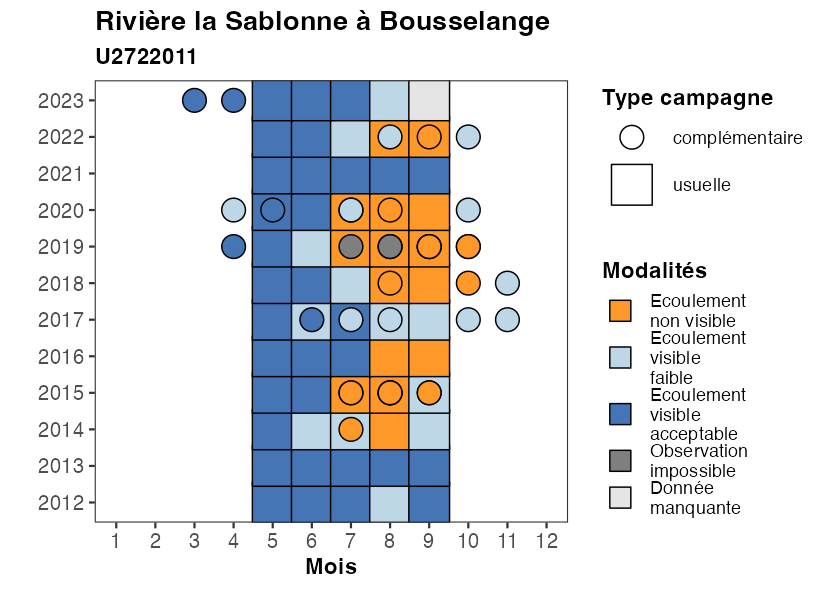 Rivière la Sablonne à Bousselange
U2722011
2023
2022
2021
2020
2019
2018
2017
2016
2015
2014
2013
2012
1 2 3 4 5 6 7 8 9 10 11 12
Mois
Type campagne
complémentaire
usuelle
Modalités
Ecoulement
non visible
Ecoulement
visible
faible
Ecoulement
visible
acceptable
Observation
impossible
Donnée
manquante